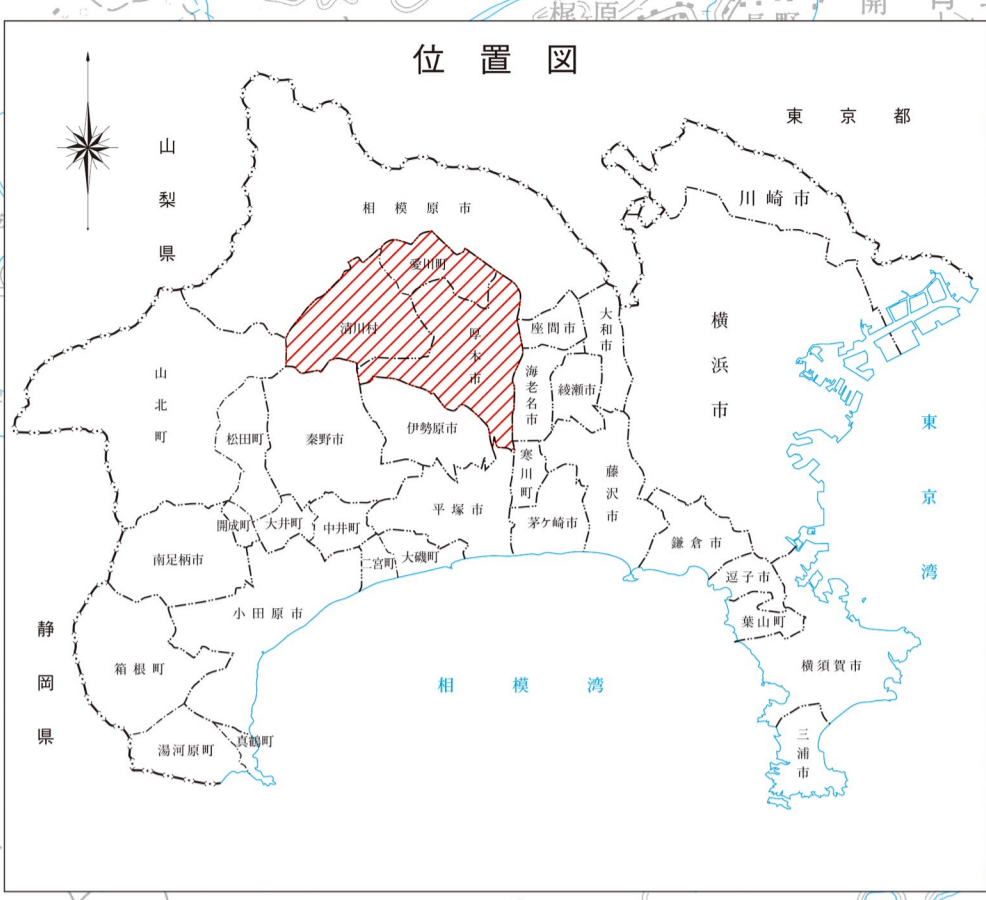 梶原
開
位置図
東京都
山梨県
川崎市
相模原市
愛川町
清川村
厚木市
座間市
大和市
横浜市
海老名市
綾瀬市
山北町
松田町
秦野市
伊勢原市
寒川町
藤沢市
東京湾
開成町
大井町
中井町
平塚市
茅ケ崎市
鎌倉市
南足柄市
二宮町
大磯町
逗子市
小田原市
葉山町
静岡県
箱根町
横須賀市
相模湾
湯河原町
真鶴町
三浦市